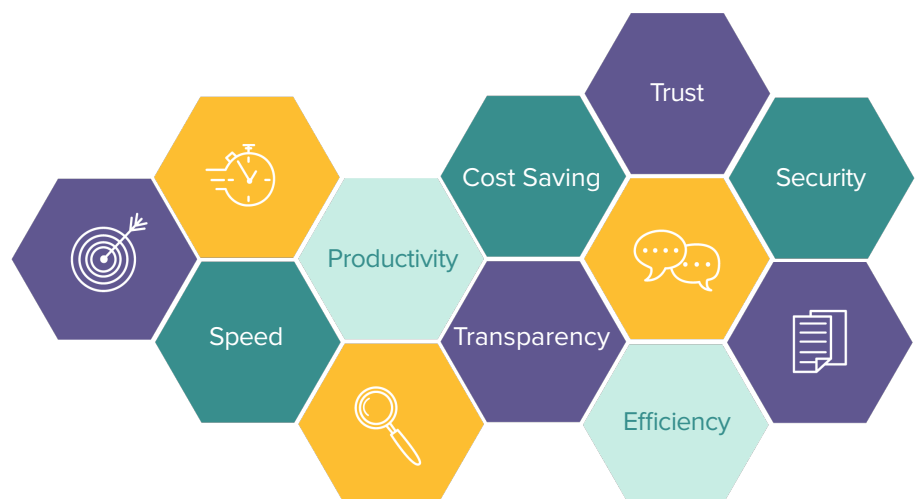 Trust
Cost Saving
Security
Productivity
Speed
Transparency
Efficiency